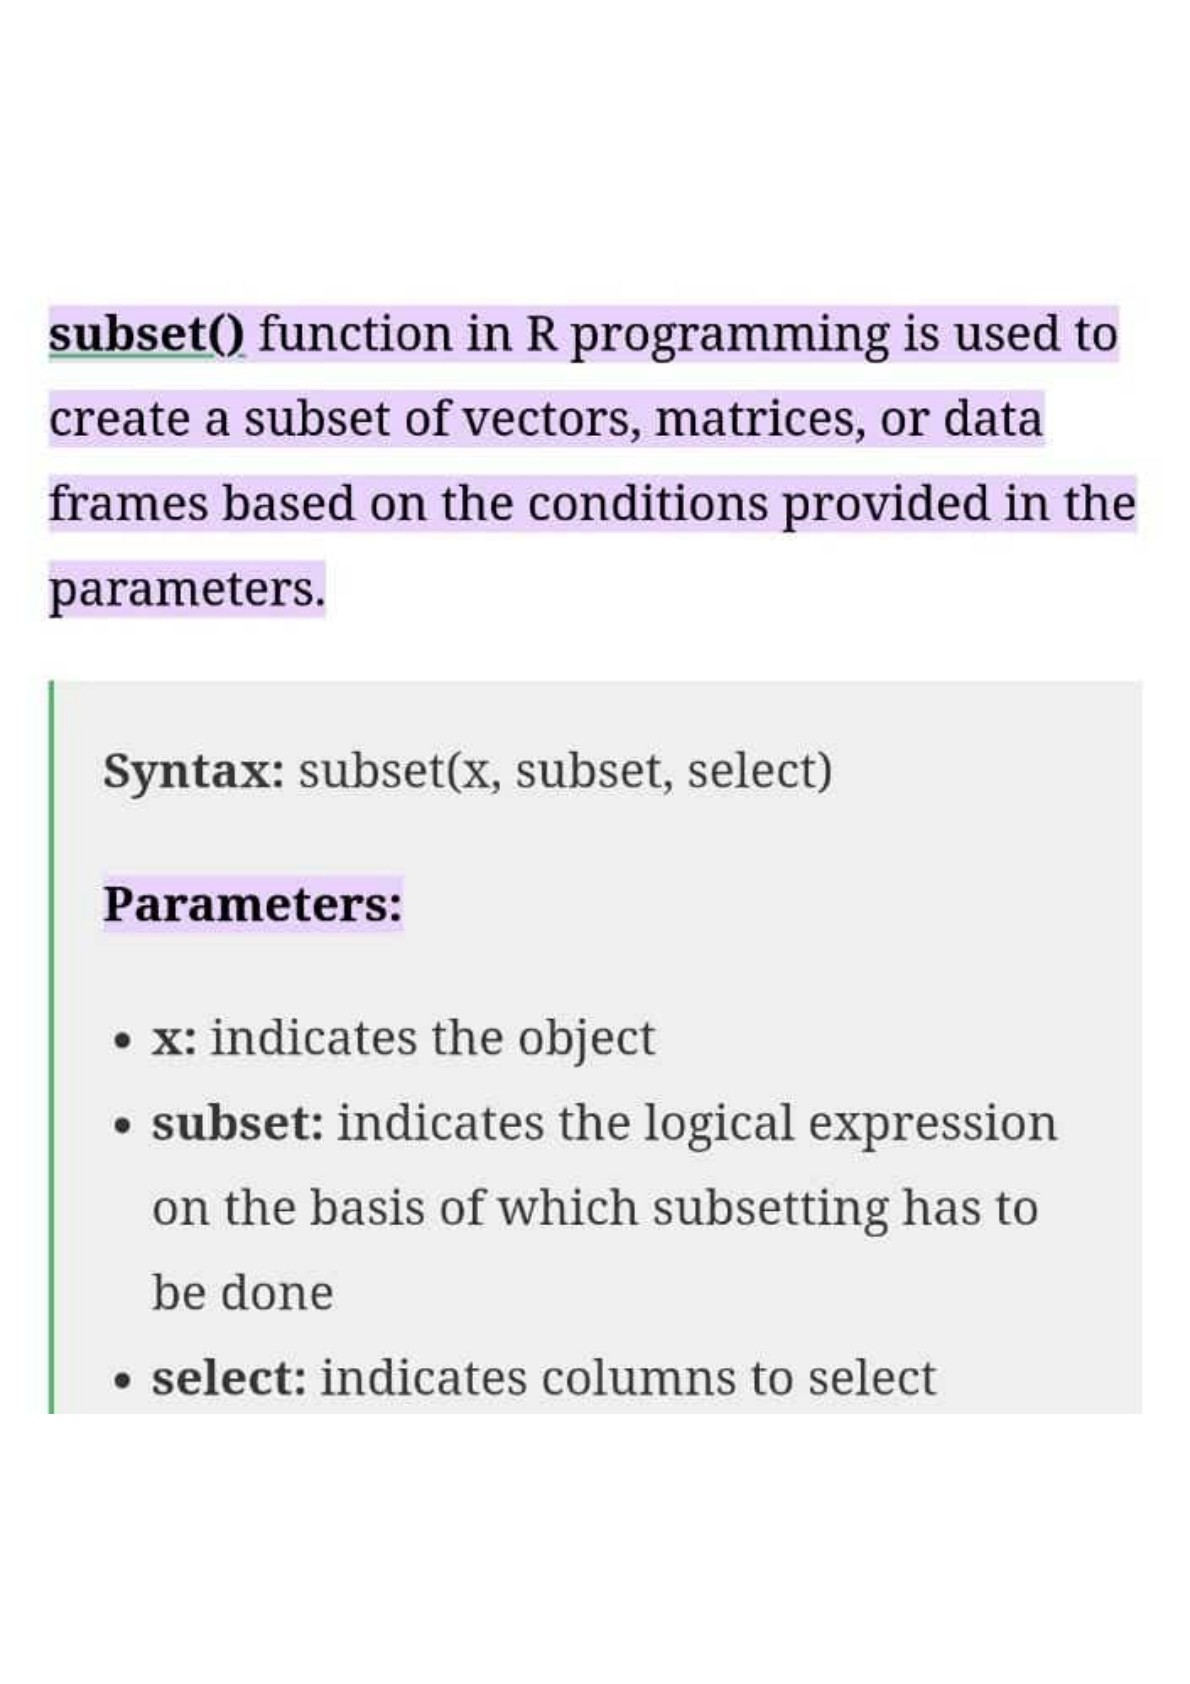 subset() function in R programming is used to
create a subset of vectors, matrices, or data
frames based on the conditions provided in the
parameters.
Syntax: subset(x, subset, select)
Parameters:
• x: indicates the object
• subset: indicates the logical expression
on the basis of which subsetting has to
be done
• select: indicates columns to select